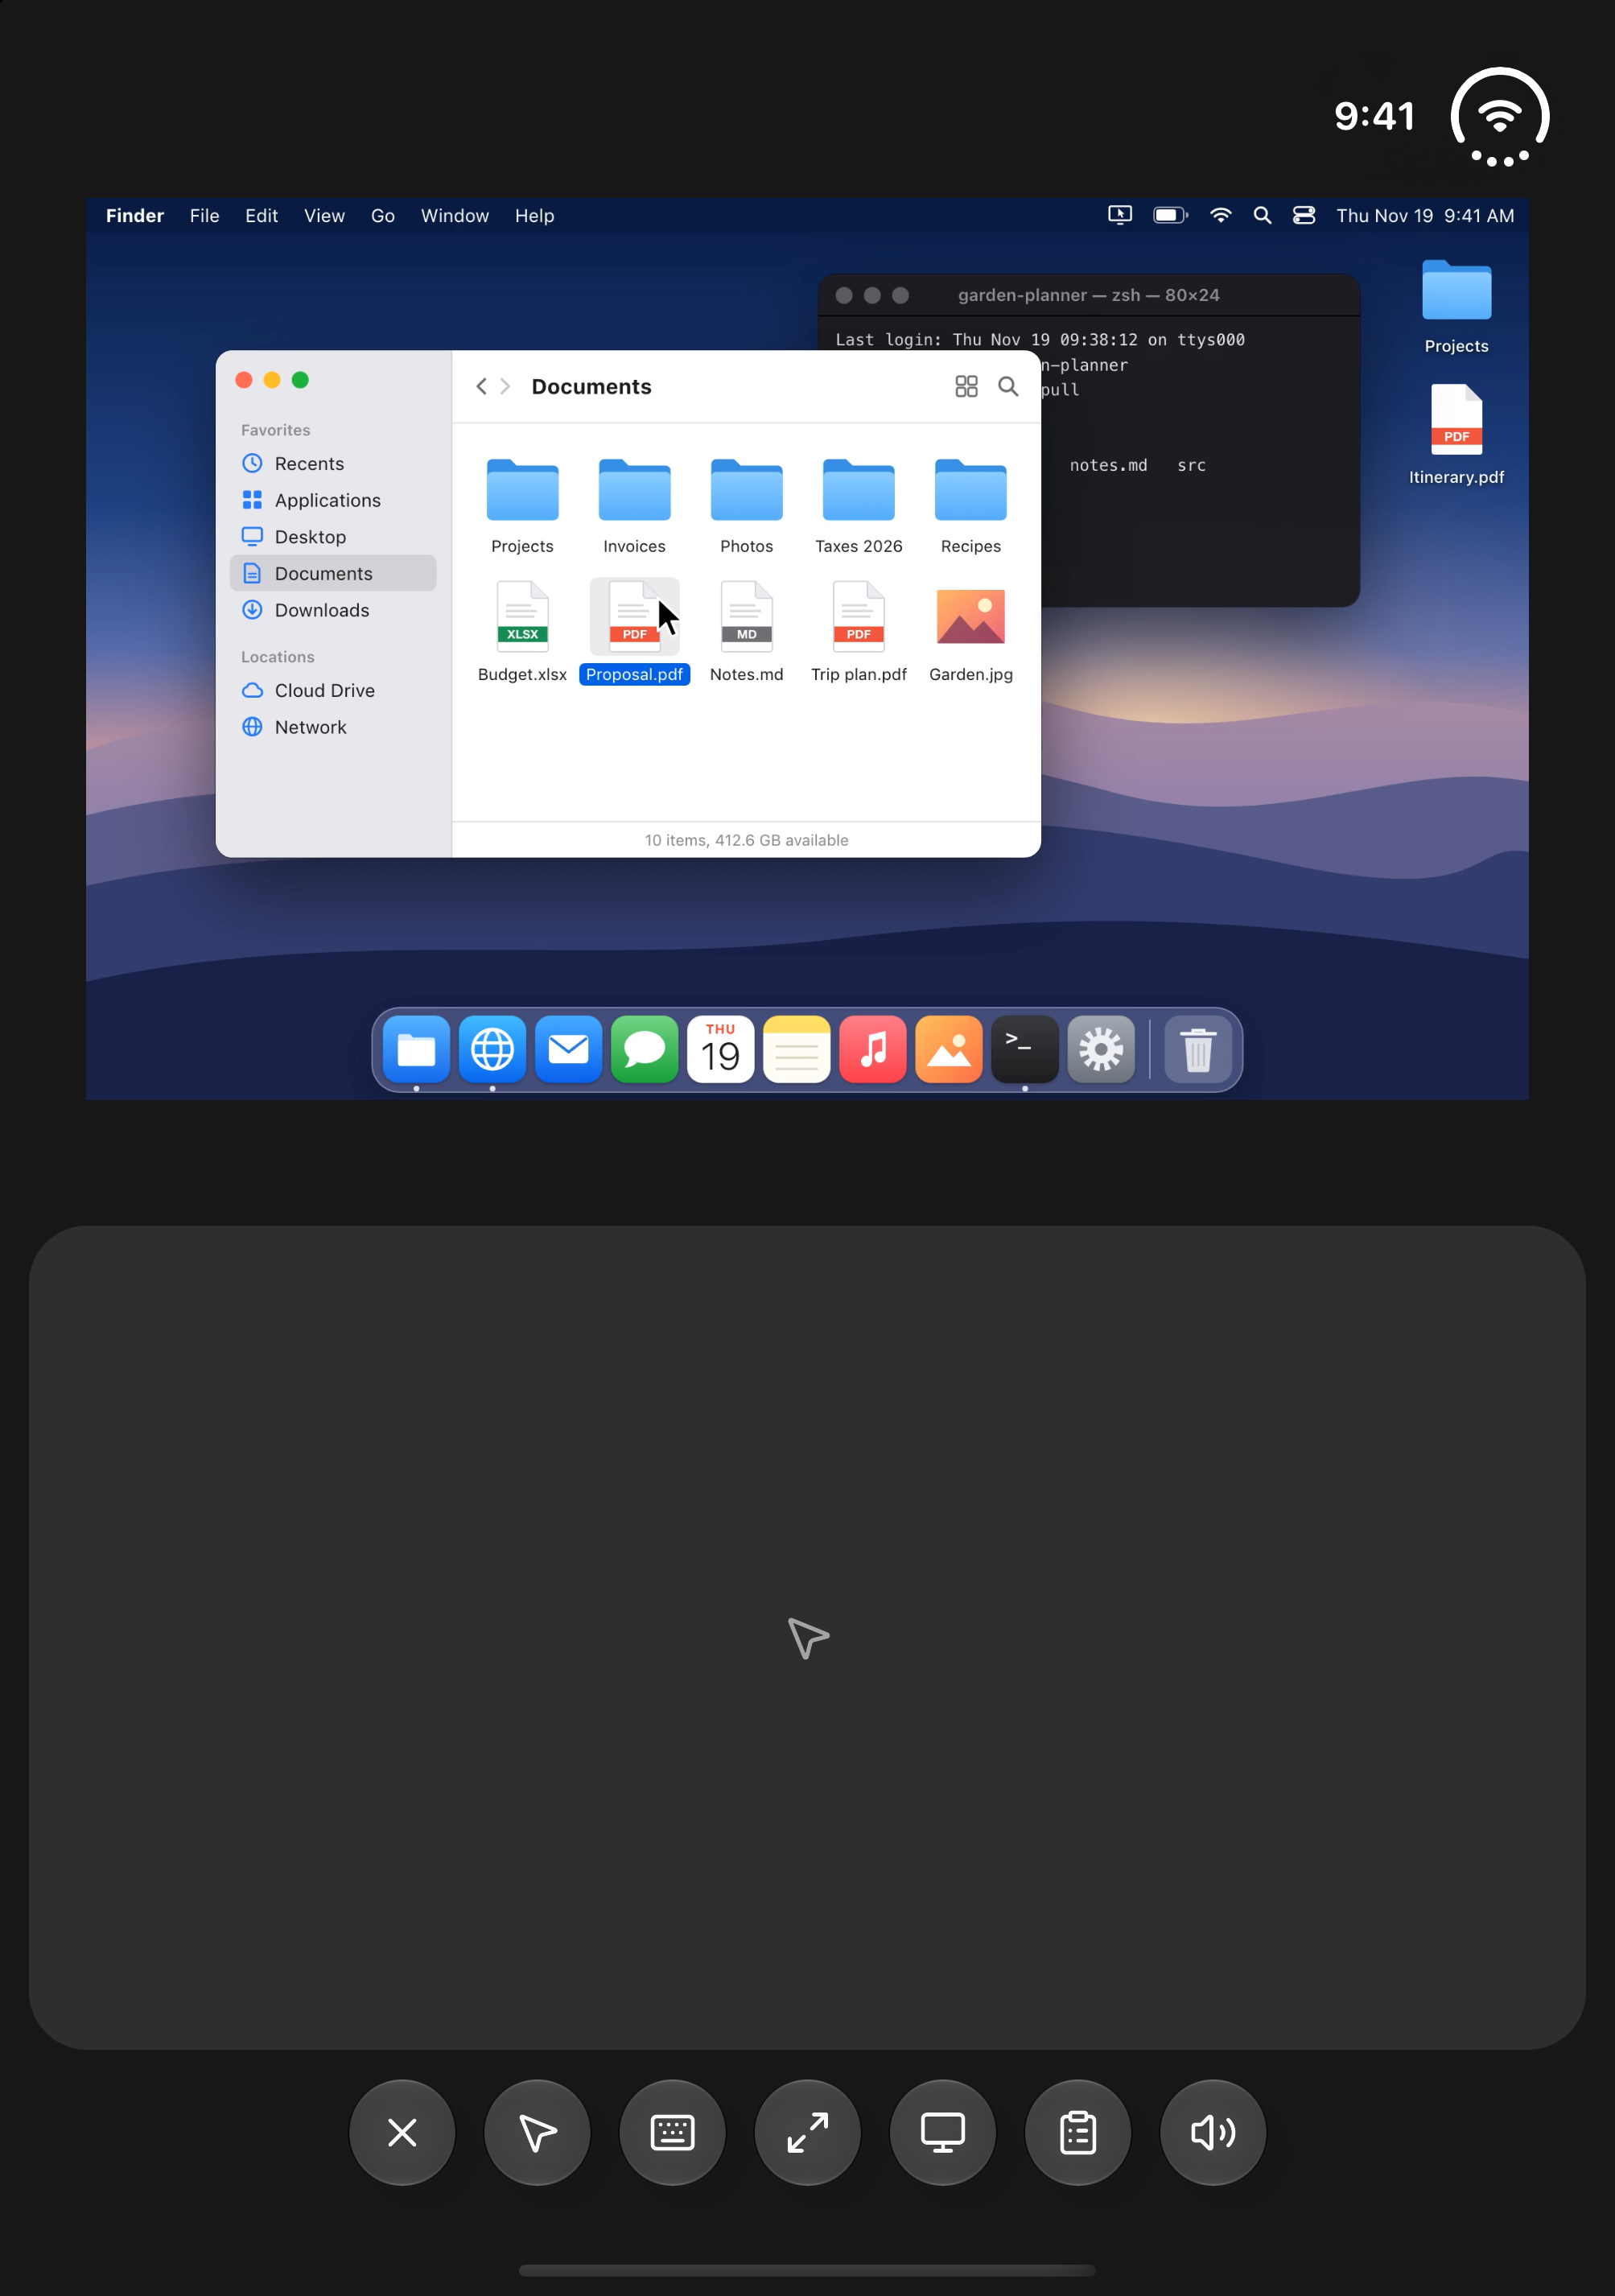 9:41
Finder File Edit View Go Window Help
Thu Nov 19 9:41 AM
garden-planner — zsh — 80×24
Last login: Thu Nov 19 09:38:12 on ttys000
n-planner
pull
notes.md src
Projects
PDF
Itinerary.pdf
Documents
Favorites
Recents
Applications
Desktop
Documents
Downloads
Locations
Cloud Drive
Network
Projects Invoices Photos Taxes 2026 Recipes
XLSX PDF MD PDF
Budget.xlsx Proposal.pdf Notes.md Trip plan.pdf Garden.jpg
10 items, 412.6 GB available
THU
19
>_